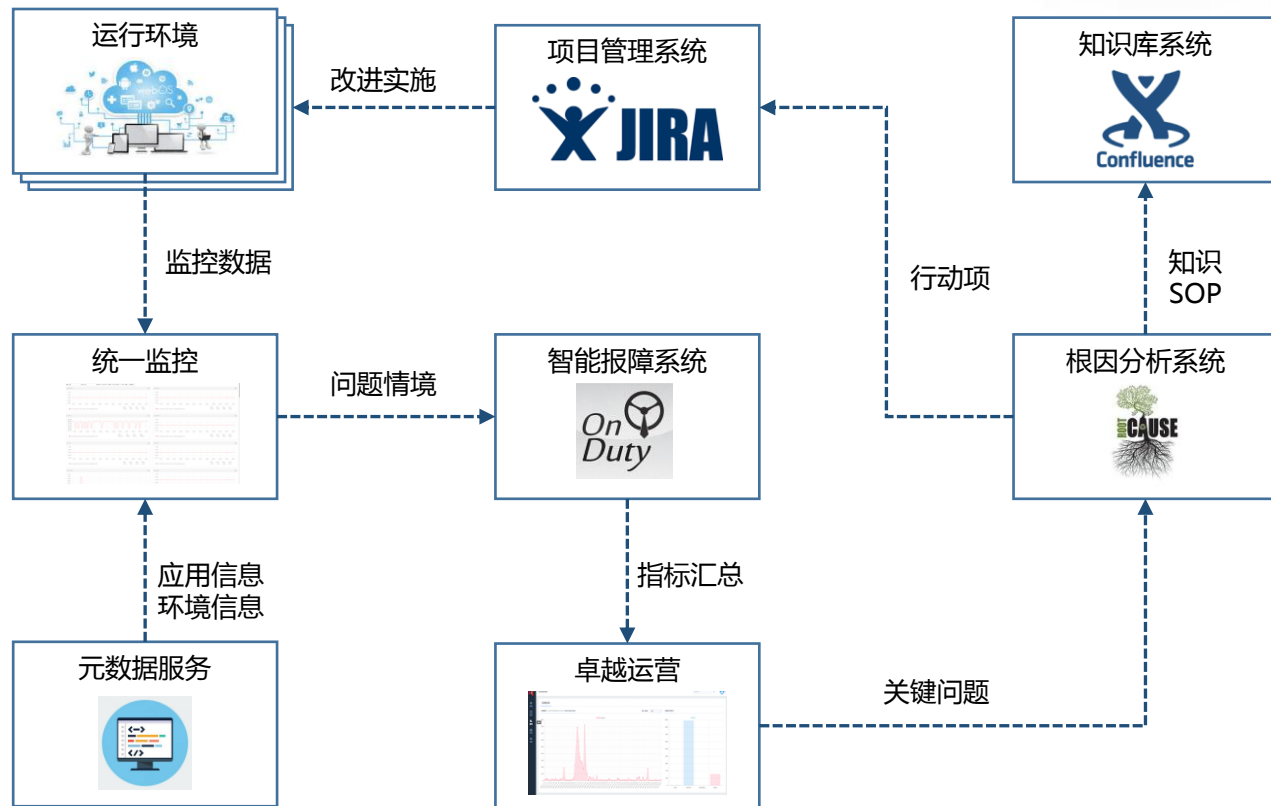 运行环境
webOS
改进实施
项目管理系统
JIRA
知识库系统
Confluence
监控数据
行动项
知识
SOP
统一监控
问题情境
智能报障系统
On
Duty
根因分析系统
ROOT
CAUSE
应用信息
环境信息
指标汇总
元数据服务
卓越运营
关键问题